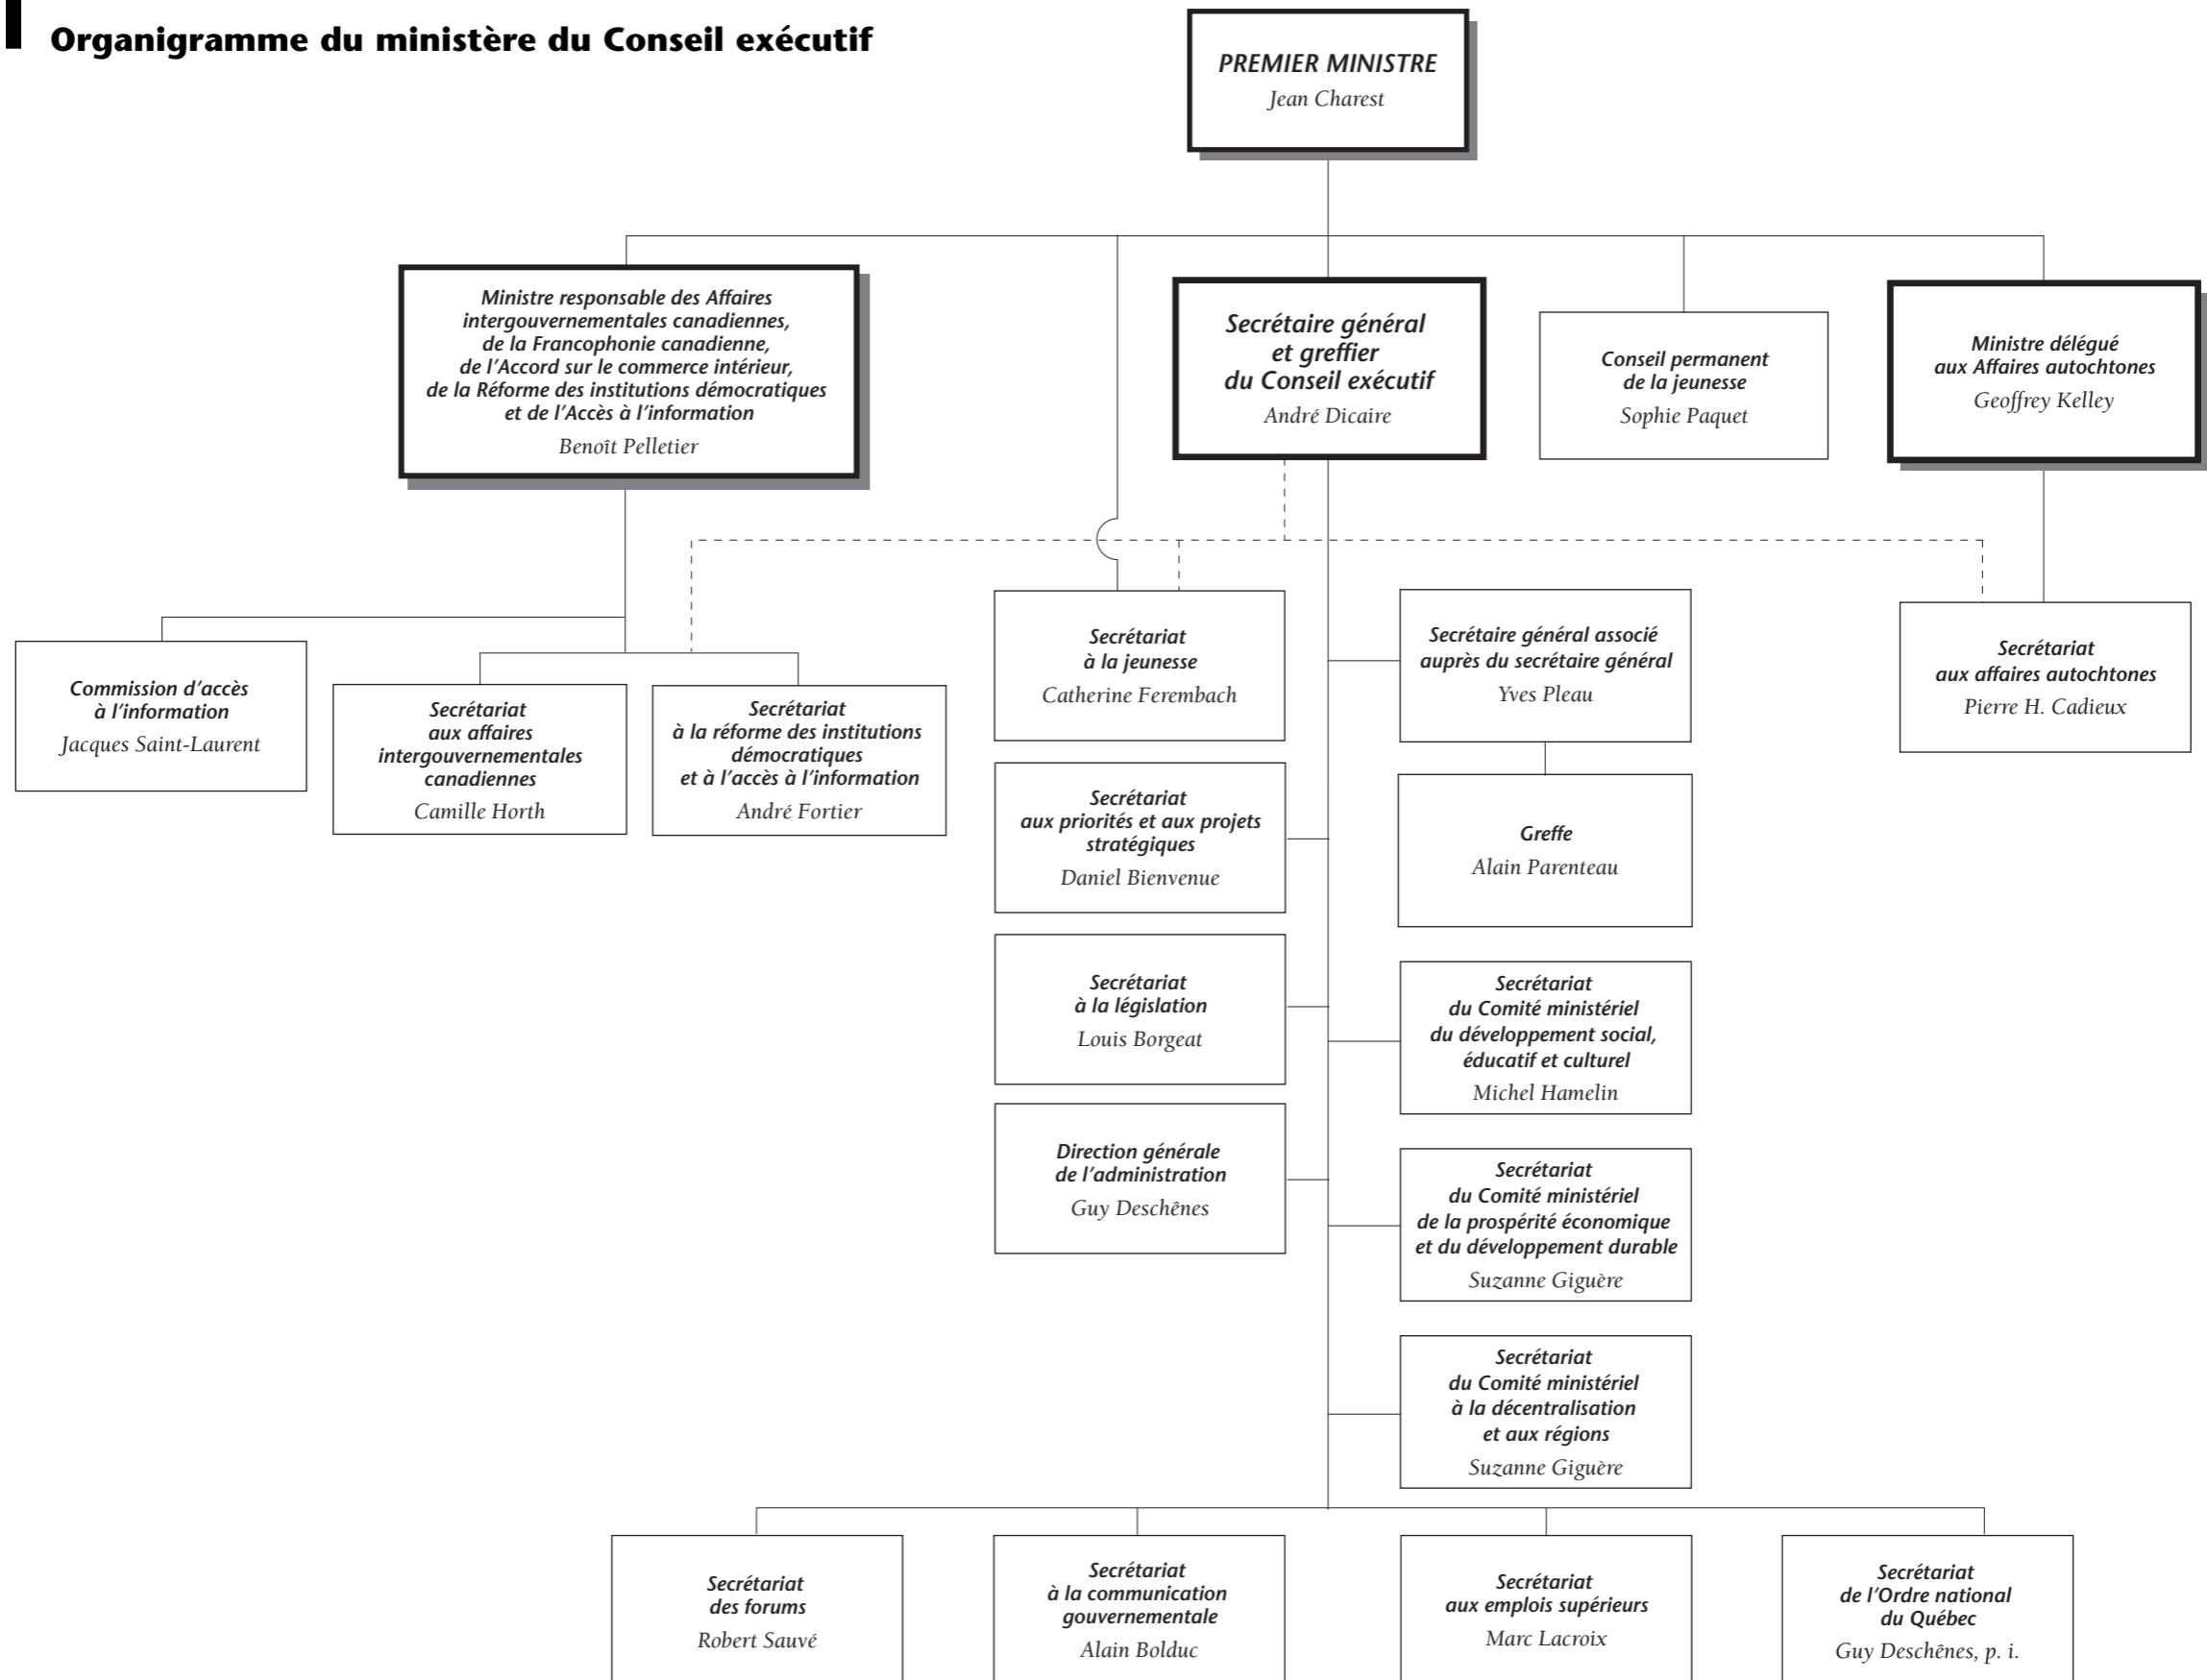 Organigramme du ministère du Conseil exécutif
PREMIER MINISTRE
Jean Charest
Ministre responsable des Affaires
intergouvernementales canadiennes,
de la Francophonie canadienne,
de l'Accord sur le commerce intérieur,
de la Réforme des institutions démocratiques
et de l'Accès à l'information
Benoît Pelletier
Secrétaire général
et greffier
du Conseil exécutif
André Dicaire
Conseil permanent
de la jeunesse
Sophie Paquet
Ministre délégué
aux Affaires autochtones
Geoffrey Kelley
Commission d'accès
à l'information
Jacques Saint-Laurent
Secrétariat
aux affaires
intergouvernementales
canadiennes
Camille Horth
Secrétariat
à la réforme des institutions
démocratiques
et à l'accès à l'information
André Fortier
Secrétariat
à la jeunesse
Catherine Ferembach
Secrétaire général associé
auprès du secrétaire général
Yves Pleau
Secrétariat
aux affaires autochtones
Pierre H. Cadieux
Secrétariat
aux priorités et aux projets
stratégiques
Daniel Bienvenue
Greffe
Alain Parenteau
Secrétariat
à la législation
Louis Borgeat
Secrétariat
du Comité ministériel
du développement social,
éducatif et culturel
Michel Hamelin
Direction générale
de l'administration
Guy Deschênes
Secrétariat
du Comité ministériel
de la prospérité économique
et du développement durable
Suzanne Giguère
Secrétariat
du Comité ministériel
à la décentralisation
et aux régions
Suzanne Giguère
Secrétariat
des forums
Robert Sauvé
Secrétariat
à la communication
gouvernementale
Alain Bolduc
Secrétariat
aux emplois supérieurs
Marc Lacroix
Secrétariat
de l'Ordre national
du Québec
Guy Deschênes, p. i.